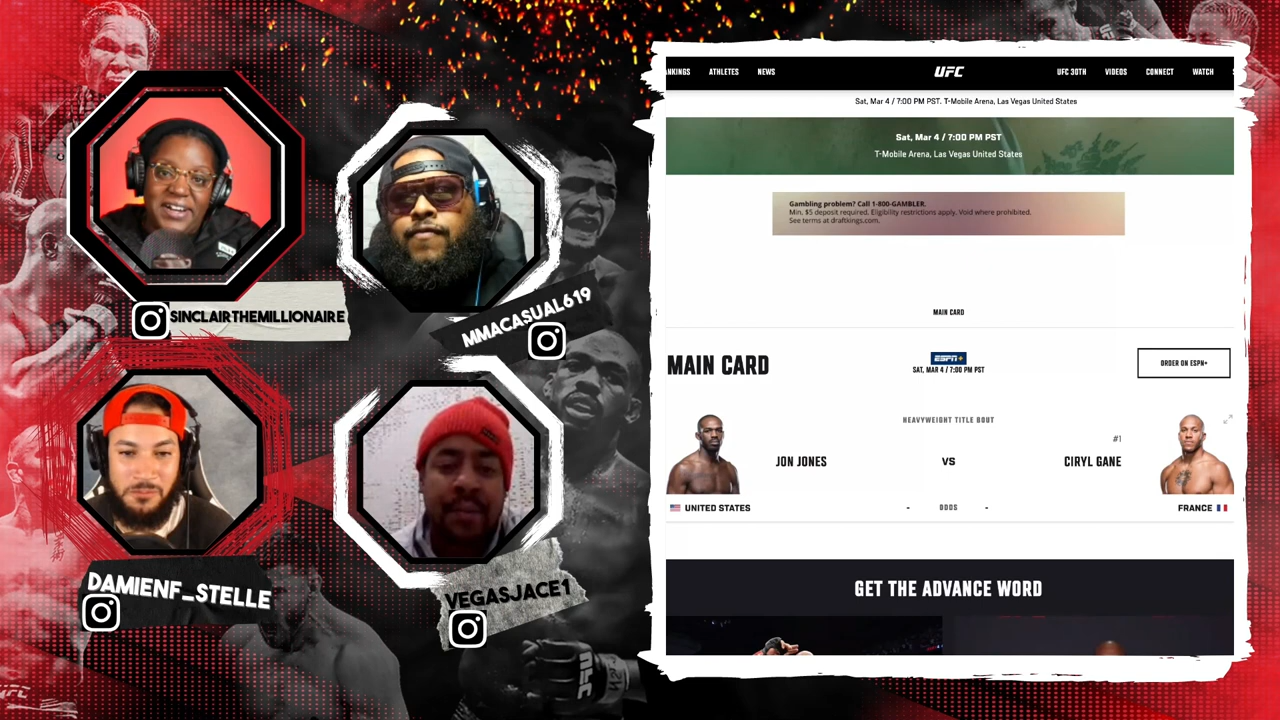 SINCLAIRTHEMILLIONAIRE
MMACASUAL619
DAMIENF_STELLE
VEGASJACE1
UFC
UFC
ANKINGS ATHLETES NEWS UFC UFC 30TH VIDEOS CONNECT WATCH
Sat, Mar 4 / 7:00 PM PST. T-Mobile Arena, Las Vegas United States
Sat, Mar 4 / 7:00 PM PST
T-Mobile Arena, Las Vegas United States
Gambling problem? Call 1-800-GAMBLER.
Min. $5 deposit required. Eligibility restrictions apply. Void where prohibited.
See terms at draftkings.com.
MAIN CARD
MAIN CARD
ESPN+
SAT, MAR 4 / 7:00 PM PST
ORDER ON ESPN+
HEAVYWEIGHT TITLE BOUT
#1
JON JONES VS CIRYL GANE
UNITED STATES - ODDS - FRANCE
GET THE ADVANCE WORD